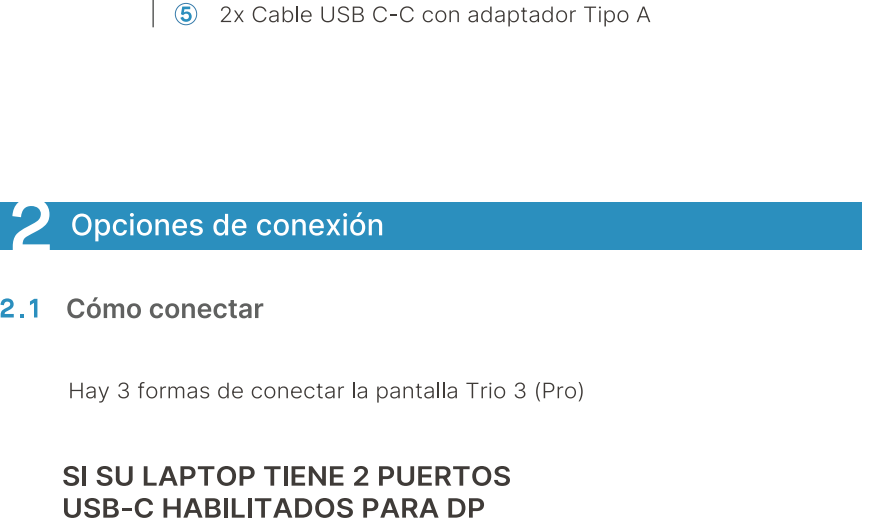 ⑤ 2x Cable USB C-C con adaptador Tipo A
2 Opciones de conexión
2.1 Cómo conectar
Hay 3 formas de conectar la pantalla Trio 3 (Pro)
SI SU LAPTOP TIENE 2 PUERTOS
USB-C HABILITADOS PARA DP